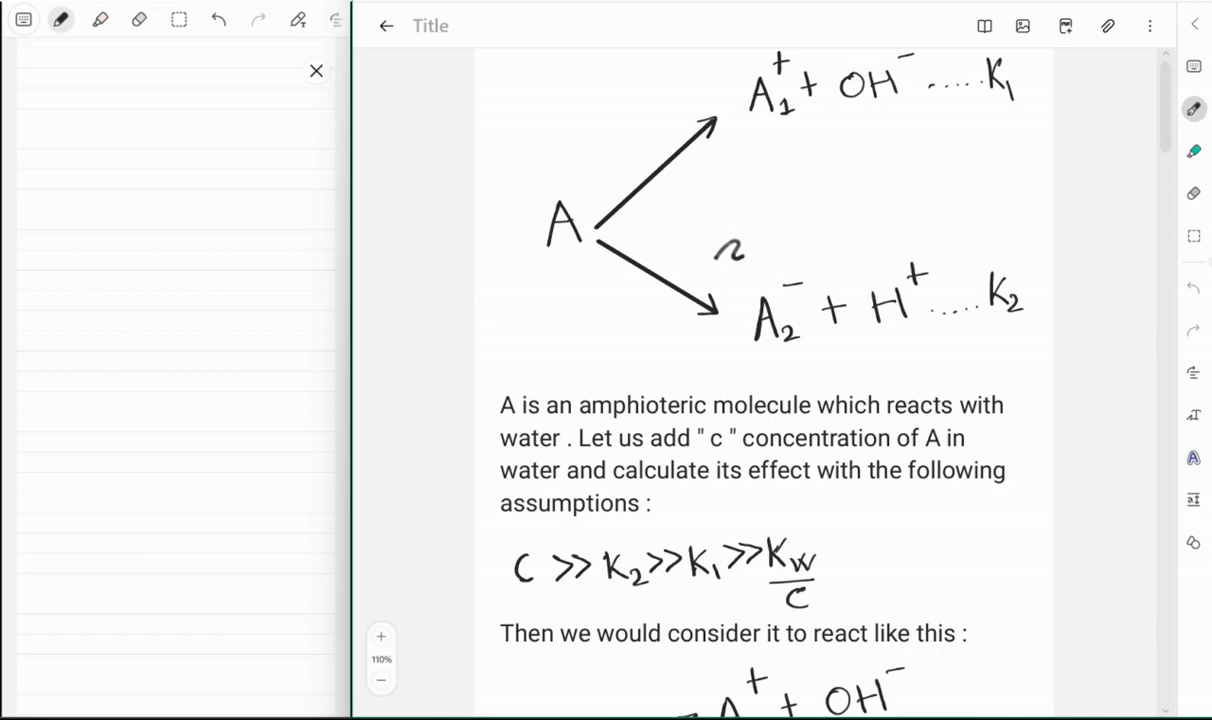 Title
A₁⁺ + OH⁻ ..... K₁
A
A₂⁻ + H⁺ ..... K₂
A is an amphioteric molecule which reacts with
water . Let us add " c " concentration of A in
water and calculate its effect with the following
assumptions :
C >> K₂ >> K₁ >> Kw/C
Then we would consider it to react like this :
110%
A⁺ + OH⁻